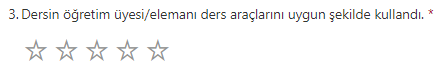 3. Dersin öğretim üyesi/elemanı ders araçlarını uygun şekilde kullandı. *